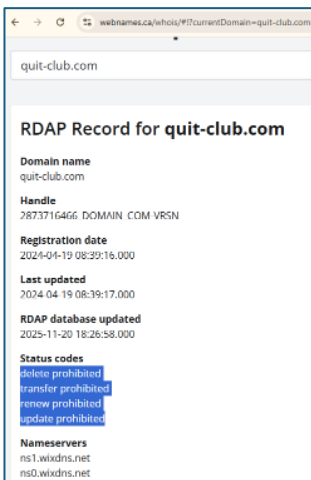 webnames.ca/whois/#!?currentDomain=quit-club.com
quit-club.com
RDAP Record for quit-club.com
Domain name
quit-club.com
Handle
2873716466_DOMAIN_COM-VRSN
Registration date
2024-04-19 08:39:16.000
Last updated
2024-04-19 08:39:17.000
RDAP database updated
2025-11-20 18:26:58.000
Status codes
delete prohibited
transfer prohibited
renew prohibited
update prohibited
Nameservers
ns1.wixdns.net
ns0.wixdns.net